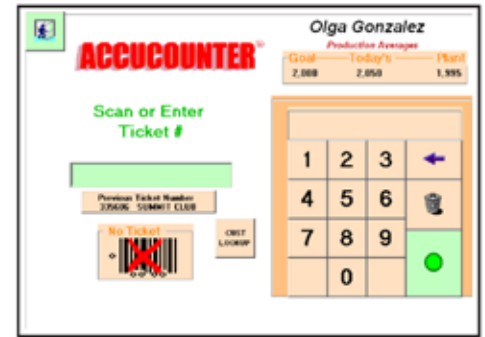 Olga Gonzalez
ACCUCOUNTER®
Production Averages
Goal Today's Plant
2,000 2,050 1,995
Scan or Enter
Ticket #
1 2 3
Previous Ticket Number
SUMMIT CLUB
4 5 6
No Ticket
CUST
LOOKUP
7 8 9
0